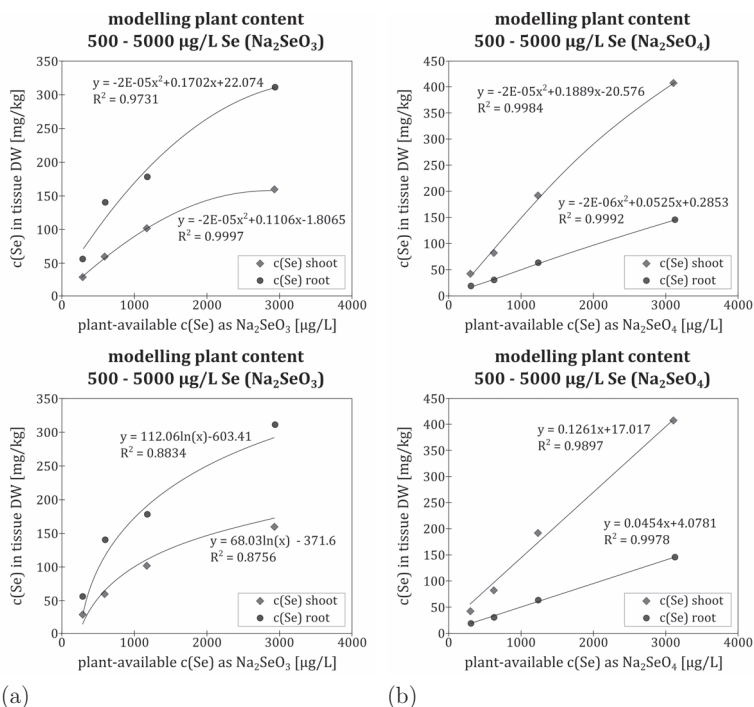 modelling plant content
500 - 5000 µg/L Se (Na₂SeO₃)
350
300
250
200
150
100
50
0
c(Se) in tissue DW [mg/kg]
y = -2E-05x²+0.1702x+22.074
R² = 0.9731
y = -2E-05x²+0.1106x-1.8065
R² = 0.9997
c(Se) shoot
c(Se) root
0 1000 2000 3000 4000
plant-available c(Se) as Na₂SeO₃ [µg/L]
modelling plant content
500 - 5000 µg/L Se (Na₂SeO₄)
450
400
350
300
250
200
150
100
50
0
c(Se) in tissue DW [mg/kg]
y = -2E-05x²+0.1889x-20.576
R² = 0.9984
y = -2E-06x²+0.0525x+0.2853
R² = 0.9992
c(Se) shoot
c(Se) root
0 1000 2000 3000 4000
plant-available c(Se) as Na₂SeO₄ [µg/L]
modelling plant content
500 - 5000 µg/L Se (Na₂SeO₃)
350
300
250
200
150
100
50
0
c(Se) in tissue DW [mg/kg]
y = 112.06ln(x)-603.41
R² = 0.8834
y = 68.03ln(x) - 371.6
R² = 0.8756
c(Se) shoot
c(Se) root
0 1000 2000 3000 4000
plant-available c(Se) as Na₂SeO₃ [µg/L]
(a)
modelling plant content
500 - 5000 µg/L Se (Na₂SeO₄)
450
400
350
300
250
200
150
100
50
0
c(Se) in tissue DW [mg/kg]
y = 0.1261x+17.017
R² = 0.9897
y = 0.0454x+4.0781
R² = 0.9978
c(Se) shoot
c(Se) root
0 1000 2000 3000 4000
plant-available c(Se) as Na₂SeO₄ [µg/L]
(b)